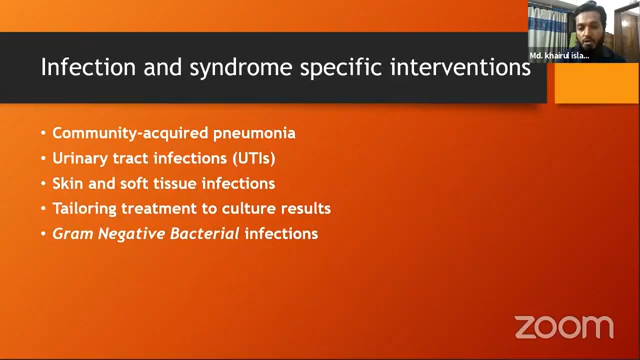 Infection and syndrome specific interventions
Md. khairul isla...
• Community-acquired pneumonia
• Urinary tract infections (UTIs)
• Skin and soft tissue infections
• Tailoring treatment to culture results
• Gram Negative Bacterial infections
zoom